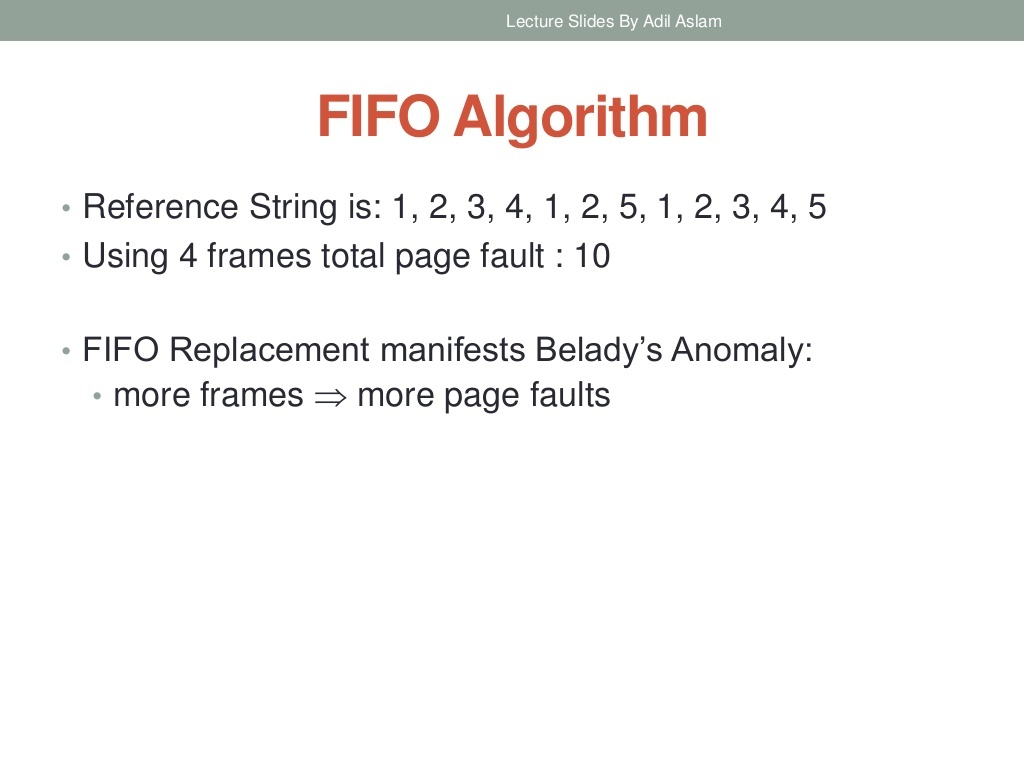 Lecture Slides By Adil Aslam
FIFO Algorithm
• Reference String is: 1, 2, 3, 4, 1, 2, 5, 1, 2, 3, 4, 5
• Using 4 frames total page fault : 10
• FIFO Replacement manifests Belady’s Anomaly:
• more frames ⇒ more page faults